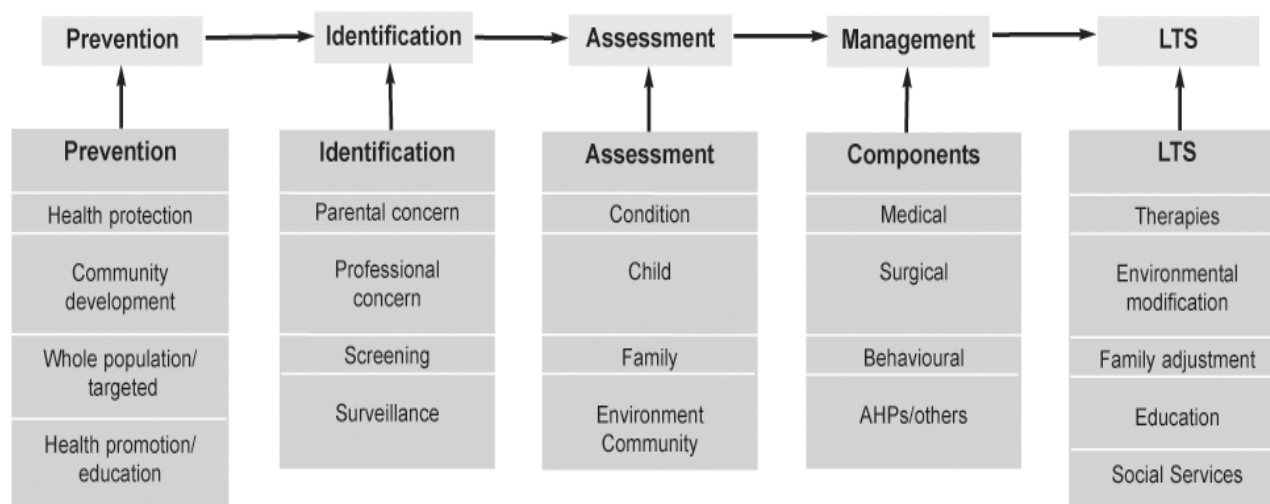 Prevention
Identification
Assessment
Management
LTS
Prevention
Health protection
Community
development
Whole population/
targeted
Health promotion/
education
Identification
Parental concern
Professional
concern
Screening
Surveillance
Assessment
Condition
Child
Family
Environment
Community
Components
Medical
Surgical
Behavioural
AHPs/others
LTS
Therapies
Environmental
modification
Family adjustment
Education
Social Services